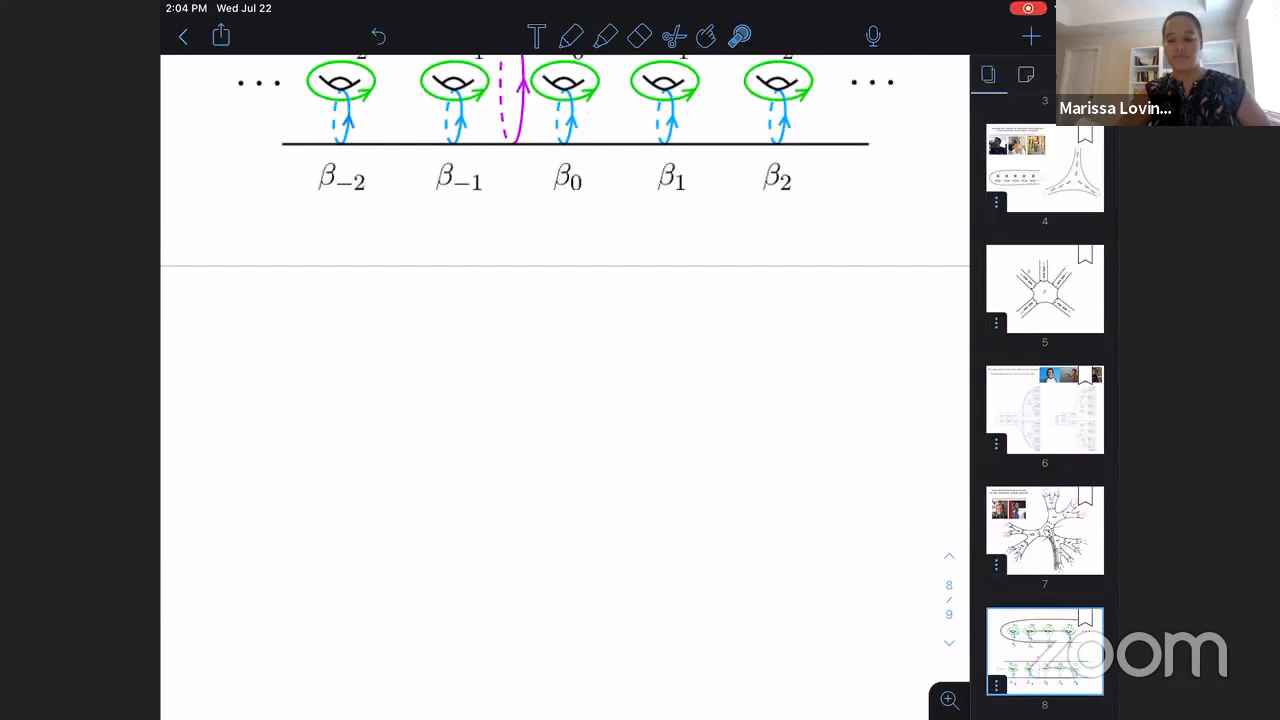 2:04 PM Wed Jul 22
Marissa Lovin...
β₋₂ β₋₁ β₀ β₁ β₂
3
4
5
6
7
8
/
9
8
zoom